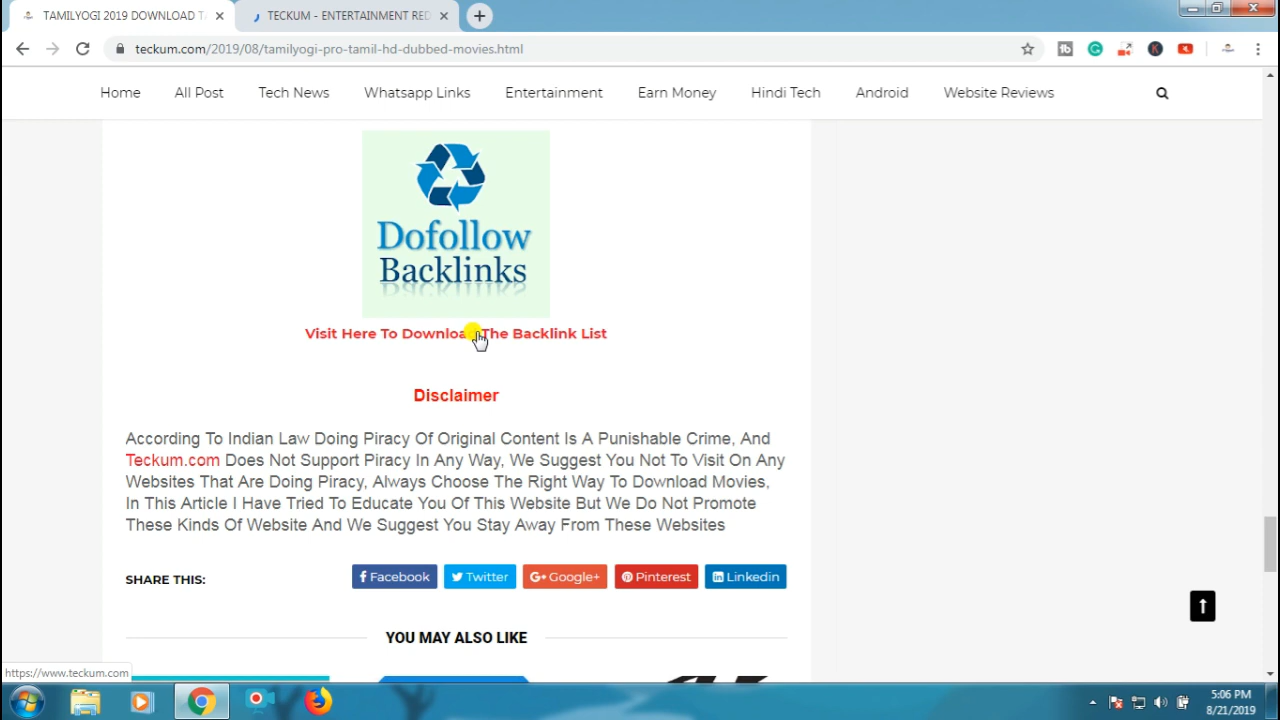 TAMILYOGI 2019 DOWNLOAD TA
TECKUM - ENTERTAINMENT RED
teckum.com/2019/08/tamilyogi-pro-tamil-hd-dubbed-movies.html
Home All Post Tech News Whatsapp Links Entertainment Earn Money Hindi Tech Android Website Reviews
Dofollow
Backlinks
Visit Here To Download The Backlink List
Disclaimer
According To Indian Law Doing Piracy Of Original Content Is A Punishable Crime, And
Teckum.com Does Not Support Piracy In Any Way, We Suggest You Not To Visit On Any
Websites That Are Doing Piracy, Always Choose The Right Way To Download Movies,
In This Article I Have Tried To Educate You Of This Website But We Do Not Promote
These Kinds Of Website And We Suggest You Stay Away From These Websites
SHARE THIS:
Facebook Twitter Google+ Pinterest Linkedin
YOU MAY ALSO LIKE
https://www.teckum.com
5:06 PM
8/21/2019